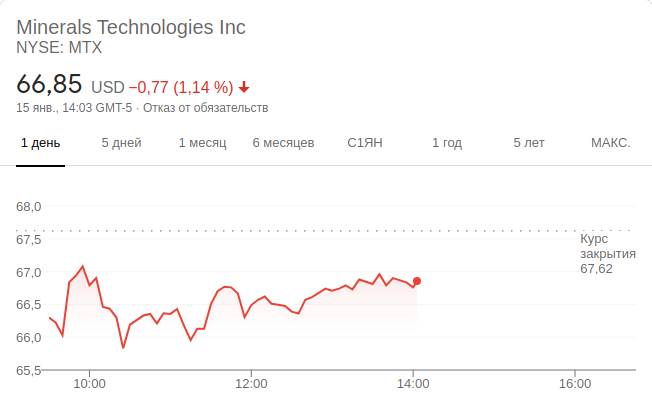 Minerals Technologies Inc
NYSE: MTX
66,85 USD −0,77 (1,14 %)
15 янв., 14:03 GMT-5 · Отказ от обязательств
1 день 5 дней 1 месяц 6 месяцев С1ЯН 1 год 5 лет МАКС.
68,0
67,5
67,0
66,5
66,0
65,5
Курс
закрытия
67,62
10:00 12:00 14:00 16:00